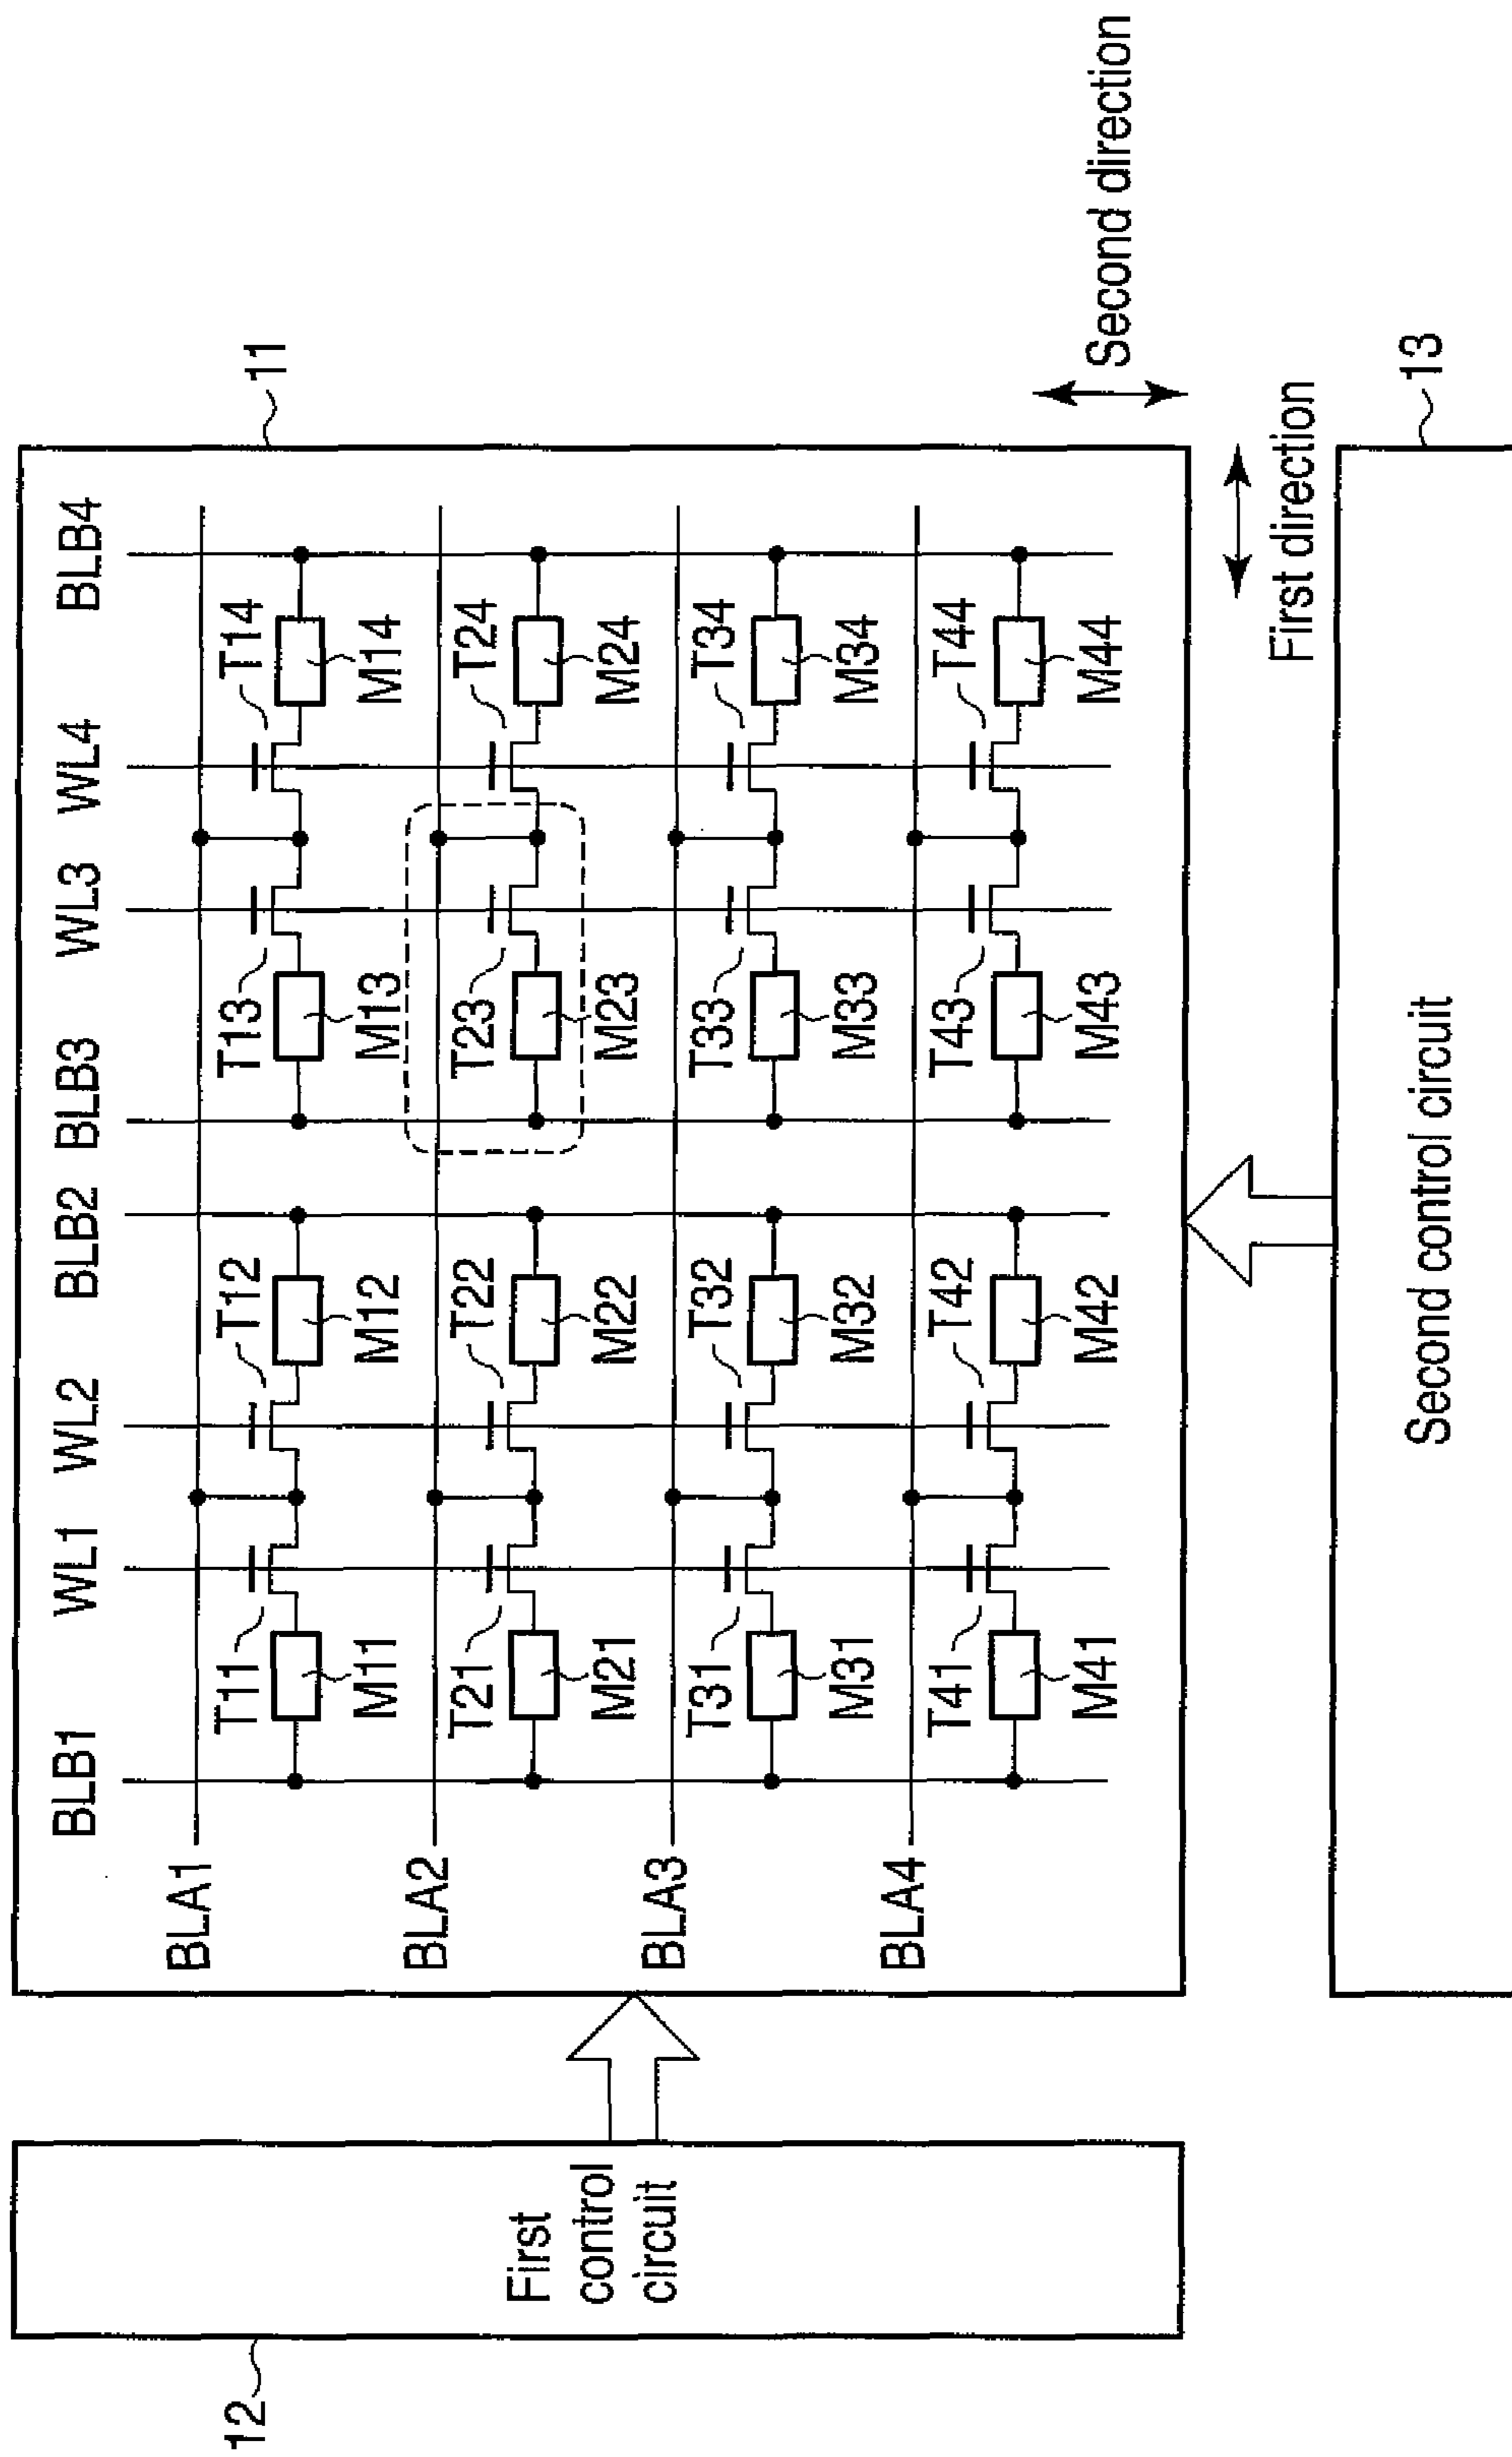 BLB1 WL1 WL2 BLB2 BLB3 WL3 WL4 BLB4
11
BLA1
T11 T12 T13 T14
M11 M12 M13 M14
BLA2
T21 T22 T23 T24
M21 M22 M23 M24
BLA3
T31 T32 T33 T34
M31 M32 M33 M34
BLA4
T41 T42 T43 T44
M41 M42 M43 M44
12
First
control
circuit
Second direction
First direction
13
Second control circuit